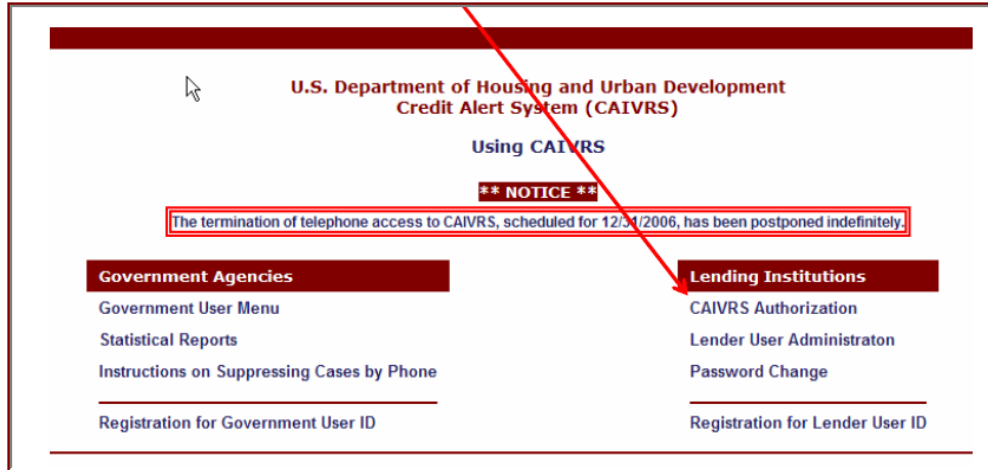 U.S. Department of Housing and Urban Development
Credit Alert System (CAIVRS)
Using CAIVRS
** NOTICE **
The termination of telephone access to CAIVRS, scheduled for 12/31/2006, has been postponed indefinitely.
Government Agencies
Government User Menu
Statistical Reports
Instructions on Suppressing Cases by Phone
Registration for Government User ID
Lending Institutions
CAIVRS Authorization
Lender User Administraton
Password Change
Registration for Lender User ID